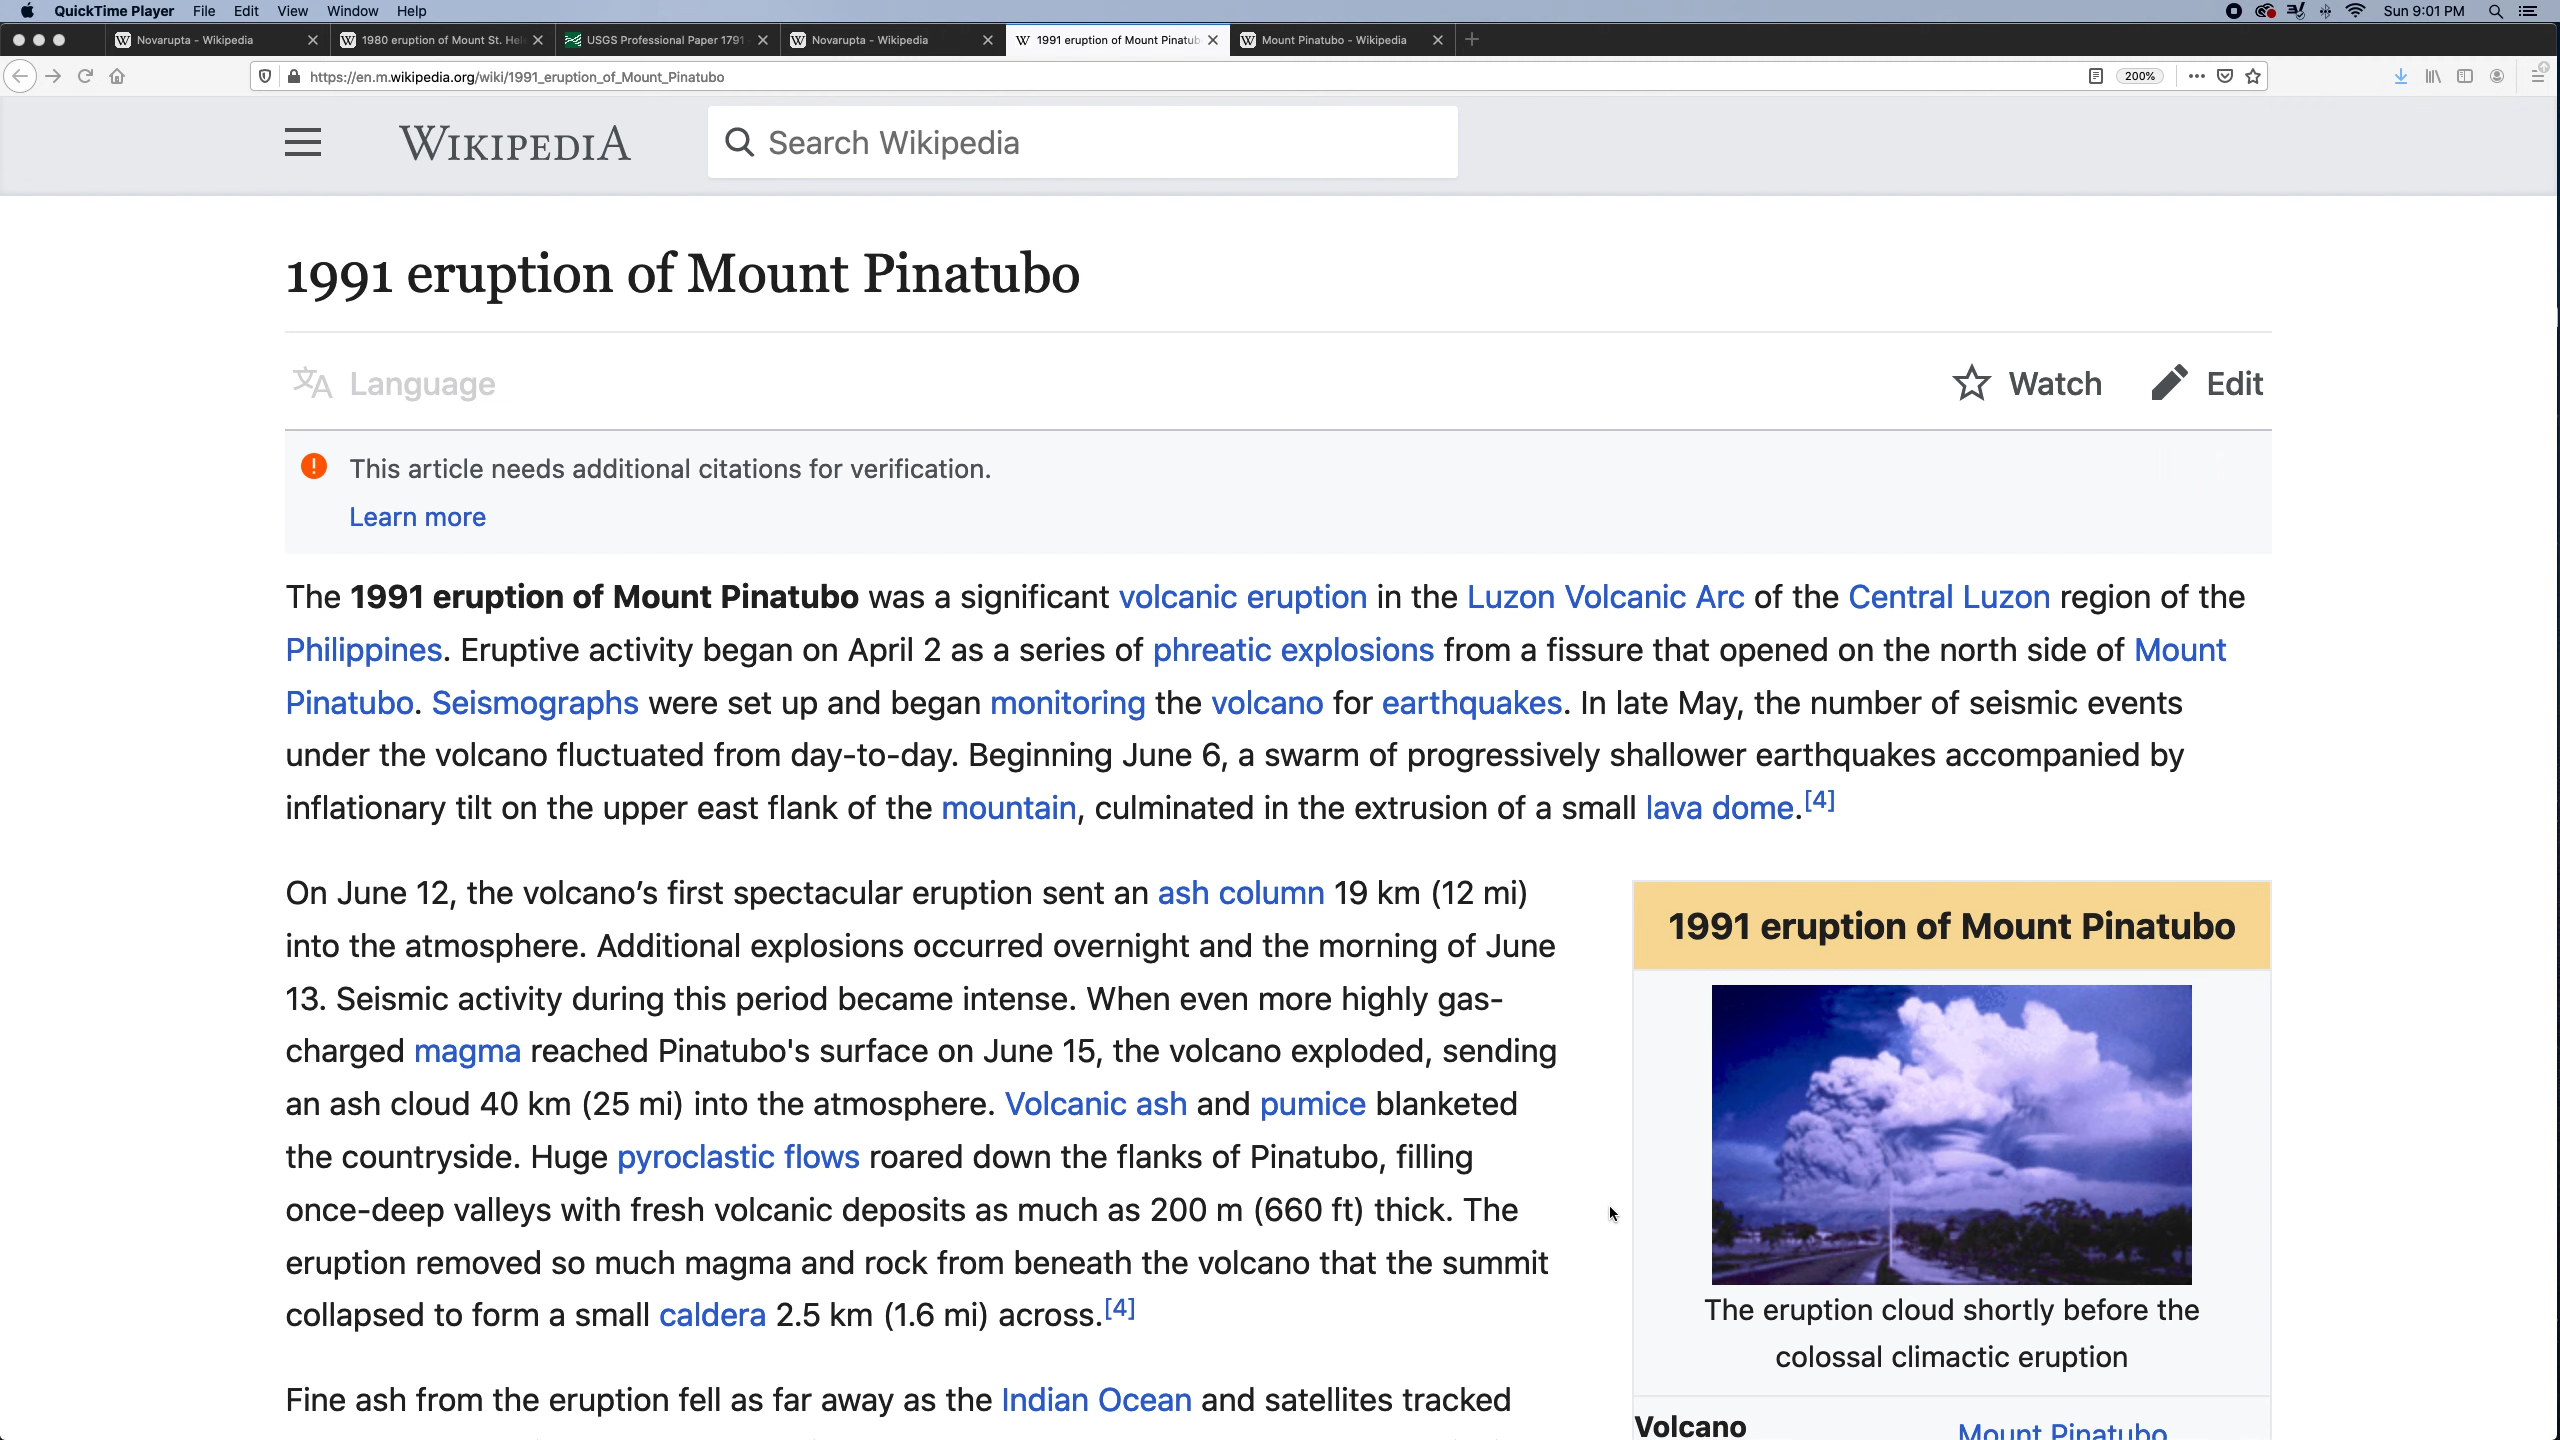 QuickTime Player File Edit View Window Help Sun 9:01 PM
Novarupta - Wikipedia 1980 eruption of Mount St. Hel USGS Professional Paper 1791 - Novarupta - Wikipedia 1991 eruption of Mount Pinatub Mount Pinatubo - Wikipedia
https://en.m.wikipedia.org/wiki/1991_eruption_of_Mount_Pinatubo 200%
WIKIPEDIA Search Wikipedia
1991 eruption of Mount Pinatubo
Language Watch Edit
This article needs additional citations for verification.
Learn more
The 1991 eruption of Mount Pinatubo was a significant volcanic eruption in the Luzon Volcanic Arc of the Central Luzon region of the
Philippines. Eruptive activity began on April 2 as a series of phreatic explosions from a fissure that opened on the north side of Mount
Pinatubo. Seismographs were set up and began monitoring the volcano for earthquakes. In late May, the number of seismic events
under the volcano fluctuated from day-to-day. Beginning June 6, a swarm of progressively shallower earthquakes accompanied by
inflationary tilt on the upper east flank of the mountain, culminated in the extrusion of a small lava dome.[4]
On June 12, the volcano’s first spectacular eruption sent an ash column 19 km (12 mi)
into the atmosphere. Additional explosions occurred overnight and the morning of June
13. Seismic activity during this period became intense. When even more highly gas-
charged magma reached Pinatubo's surface on June 15, the volcano exploded, sending
an ash cloud 40 km (25 mi) into the atmosphere. Volcanic ash and pumice blanketed
the countryside. Huge pyroclastic flows roared down the flanks of Pinatubo, filling
once-deep valleys with fresh volcanic deposits as much as 200 m (660 ft) thick. The
eruption removed so much magma and rock from beneath the volcano that the summit
collapsed to form a small caldera 2.5 km (1.6 mi) across.[4]
Fine ash from the eruption fell as far away as the Indian Ocean and satellites tracked
1991 eruption of Mount Pinatubo
The eruption cloud shortly before the
colossal climactic eruption
Volcano Mount Pinatubo